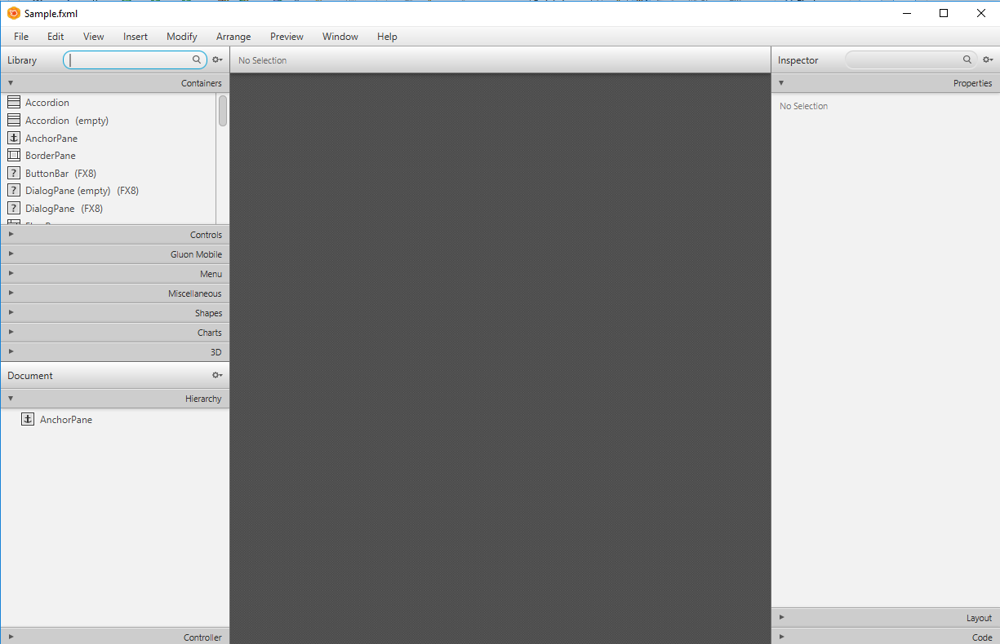 Sample.fxml
File Edit View Insert Modify Arrange Preview Window Help
Library
No Selection
Inspector
Containers
Properties
Accordion
No Selection
Accordion (empty)
AnchorPane
BorderPane
ButtonBar (FX8)
DialogPane (empty) (FX8)
DialogPane (FX8)
Controls
Gluon Mobile
Menu
Miscellaneous
Shapes
Charts
3D
Document
Hierarchy
AnchorPane
Layout
Controller
Code